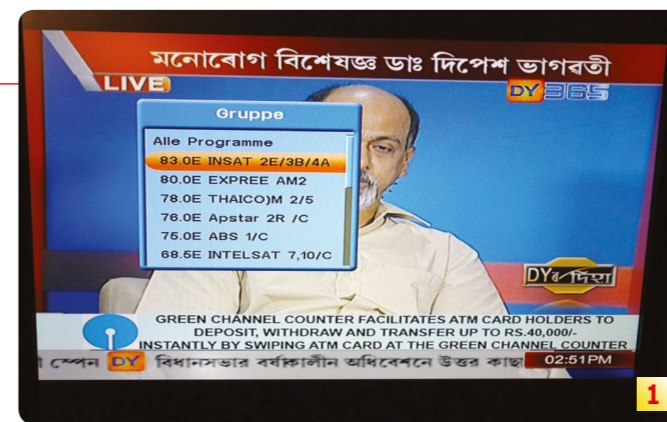 মনোৰোগ বিশেষজ্ঞ ডাঃ দিপেশ ভাগৱতী
LIVE
DY 365
Gruppe
Alle Programme
83.0E INSAT 2E/3B/4A
80.0E EXPREE AM2
78.0E THAICO)M 2/5
76.0E Apstar 2R /C
75.0E ABS 1/C
68.5E INTELSAT 7,10/C
DYৰ দিহা
GREEN CHANNEL COUNTER FACILITATES ATM CARD HOLDERS TO
DEPOSIT, WITHDRAW AND TRANSFER UP TO RS.40,000/-
INSTANTLY BY SWIPING ATM CARD AT THE GREEN CHANNEL COUNTER
স্পেন DY বিধানসভাৰ বৰ্ষাকালীন অধিবেশনে উত্তৰ কাছা 02:51PM
1